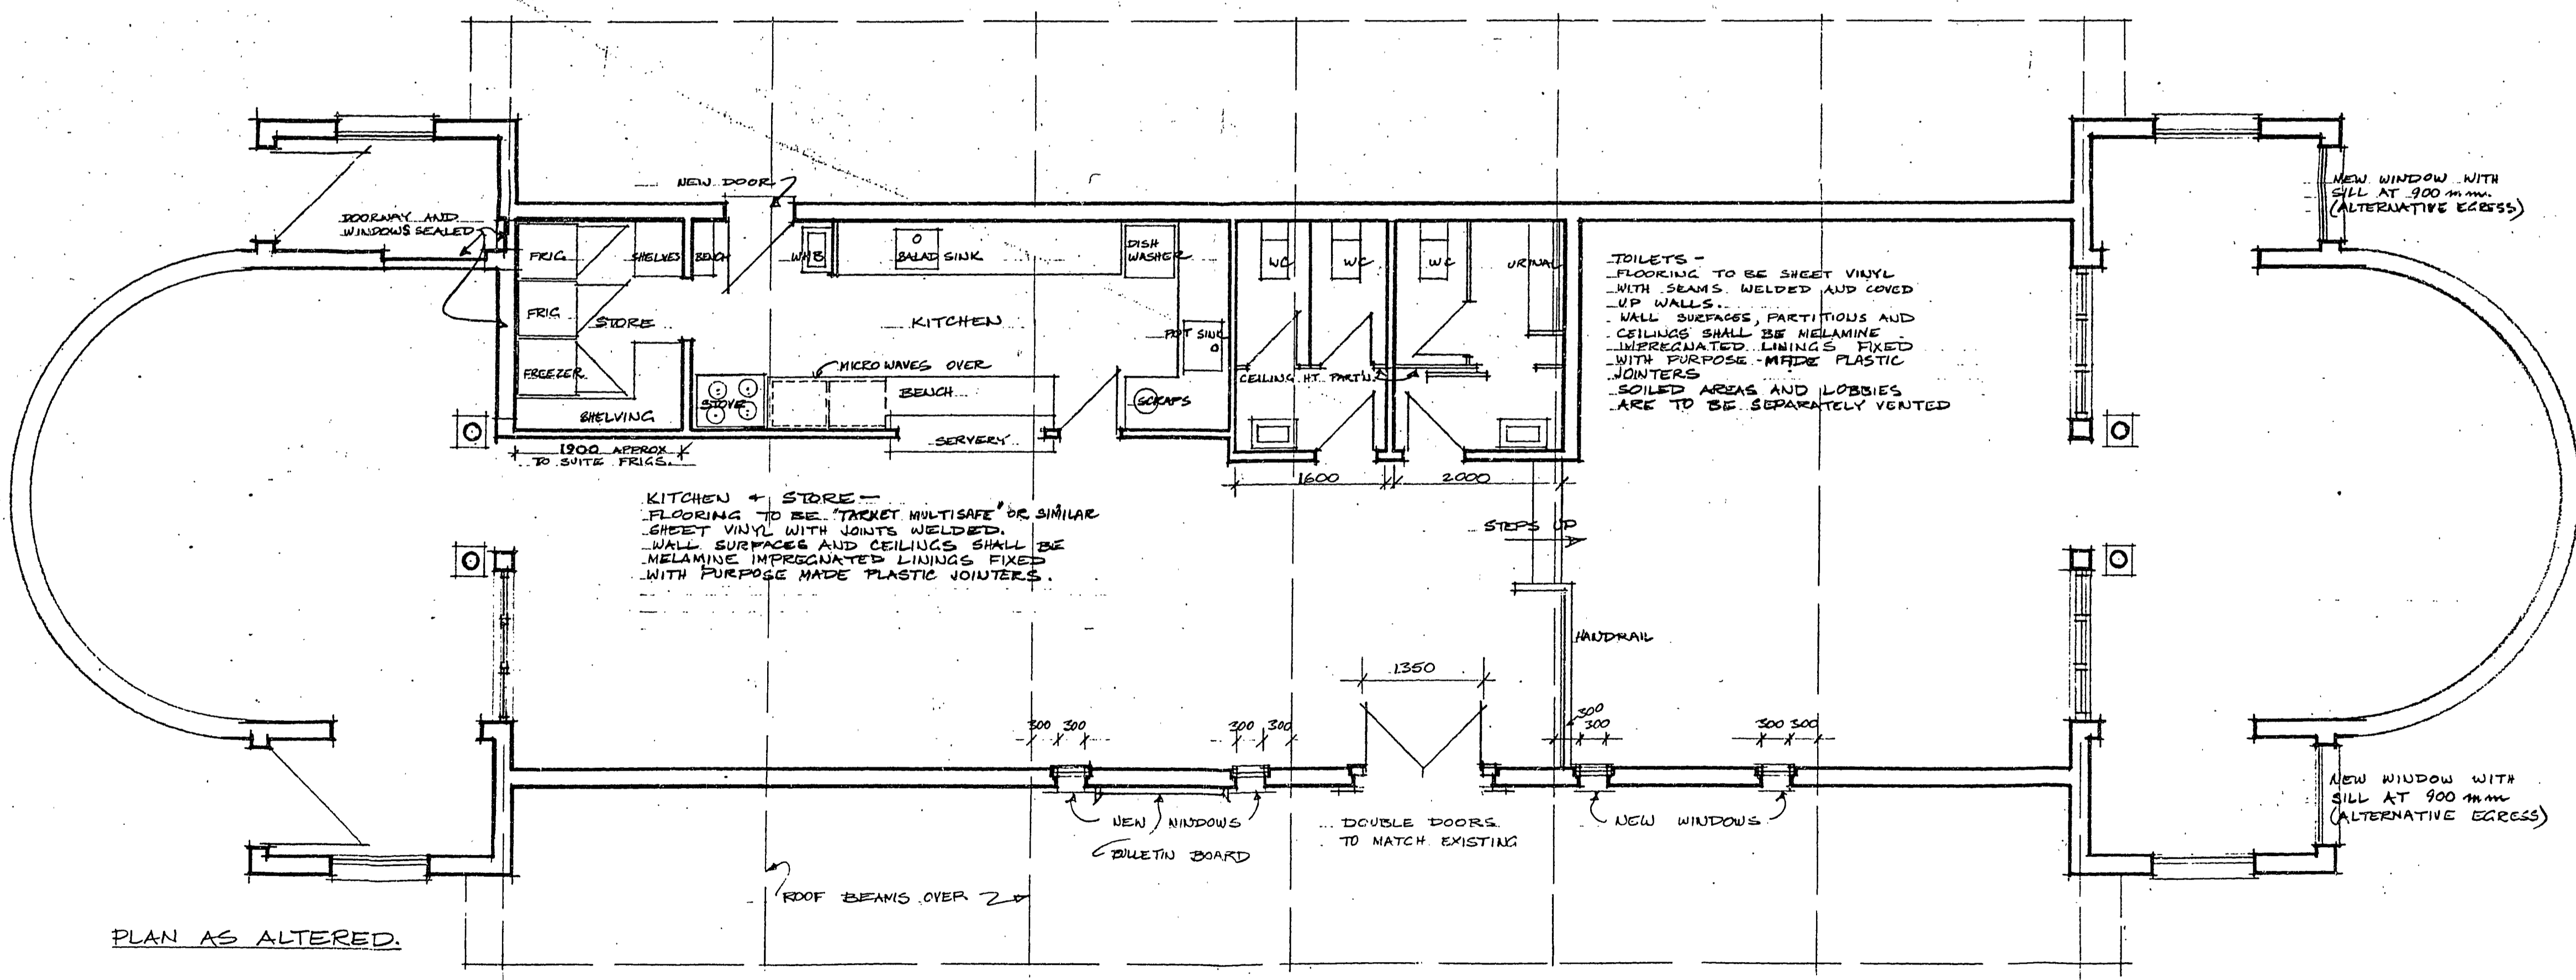 NEW DOOR
DOORWAY AND
WINDOWS SEALED
FRIG
SHELVES
BENCH
WHB
SALAD SINK
DISH
WASHER
WC
WC
WC
URINAL
FRIG
STORE
KITCHEN
POT SINK
FREEZER
MICROWAVES OVER
BENCH
STOVE
SCRAPS
CEILING HT. PART'N.
SHELVING
SERVERY
1900 APPROX
TO SUITE FRIGS.
1600
2000
TOILETS -
FLOORING TO BE SHEET VINYL
WITH SEAMS WELDED AND COVED
UP WALLS.
WALL SURFACES, PARTITIONS AND
CEILINGS SHALL BE MELAMINE
IMPREGNATED LININGS FIXED
WITH PURPOSE-MADE PLASTIC
JOINTERS
SOILED AREAS AND LOBBIES
ARE TO BE SEPARATELY VENTED
NEW WINDOW WITH
SILL AT 900 mm.
(ALTERNATIVE EGRESS)
KITCHEN + STORE -
FLOORING TO BE "TARKET MULTISAFE" OR SIMILAR
SHEET VINYL WITH JOINTS WELDED.
WALL SURFACES AND CEILINGS SHALL BE
MELAMINE IMPREGNATED LININGS FIXED
WITH PURPOSE MADE PLASTIC JOINTERS.
STEPS UP
HANDRAIL
1350
300 300
300 300
300
300
300 300
NEW WINDOWS
BULLETIN BOARD
DOUBLE DOORS
TO MATCH EXISTING
NEW WINDOWS
NEW WINDOW WITH
SILL AT 900 mm
(ALTERNATIVE EGRESS)
ROOF BEAMS OVER
PLAN AS ALTERED.